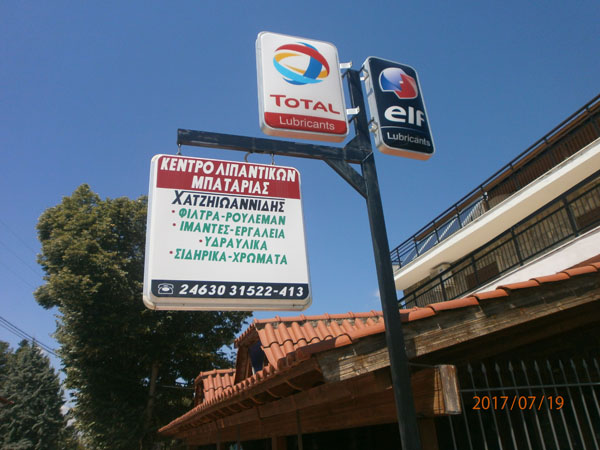 TOTAL
Lubricants
elf
Lubricants
ΚΕΝΤΡΟ ΛΙΠΑΝΤΙΚΩΝ
ΜΠΑΤΑΡΙΑΣ
ΧΑΤΖΗΙΩΑΝΝΙΔΗΣ
·ΦΙΛΤΡΑ-ΡΟΥΛΕΜΑΝ
·ΙΜΑΝΤΕΣ-ΕΡΓΑΛΕΙΑ
·ΥΔΡΑΥΛΙΚΑ
·ΣΙΔΗΡΙΚΑ-ΧΡΩΜΑΤΑ
24630 31522-413
2017/07/19